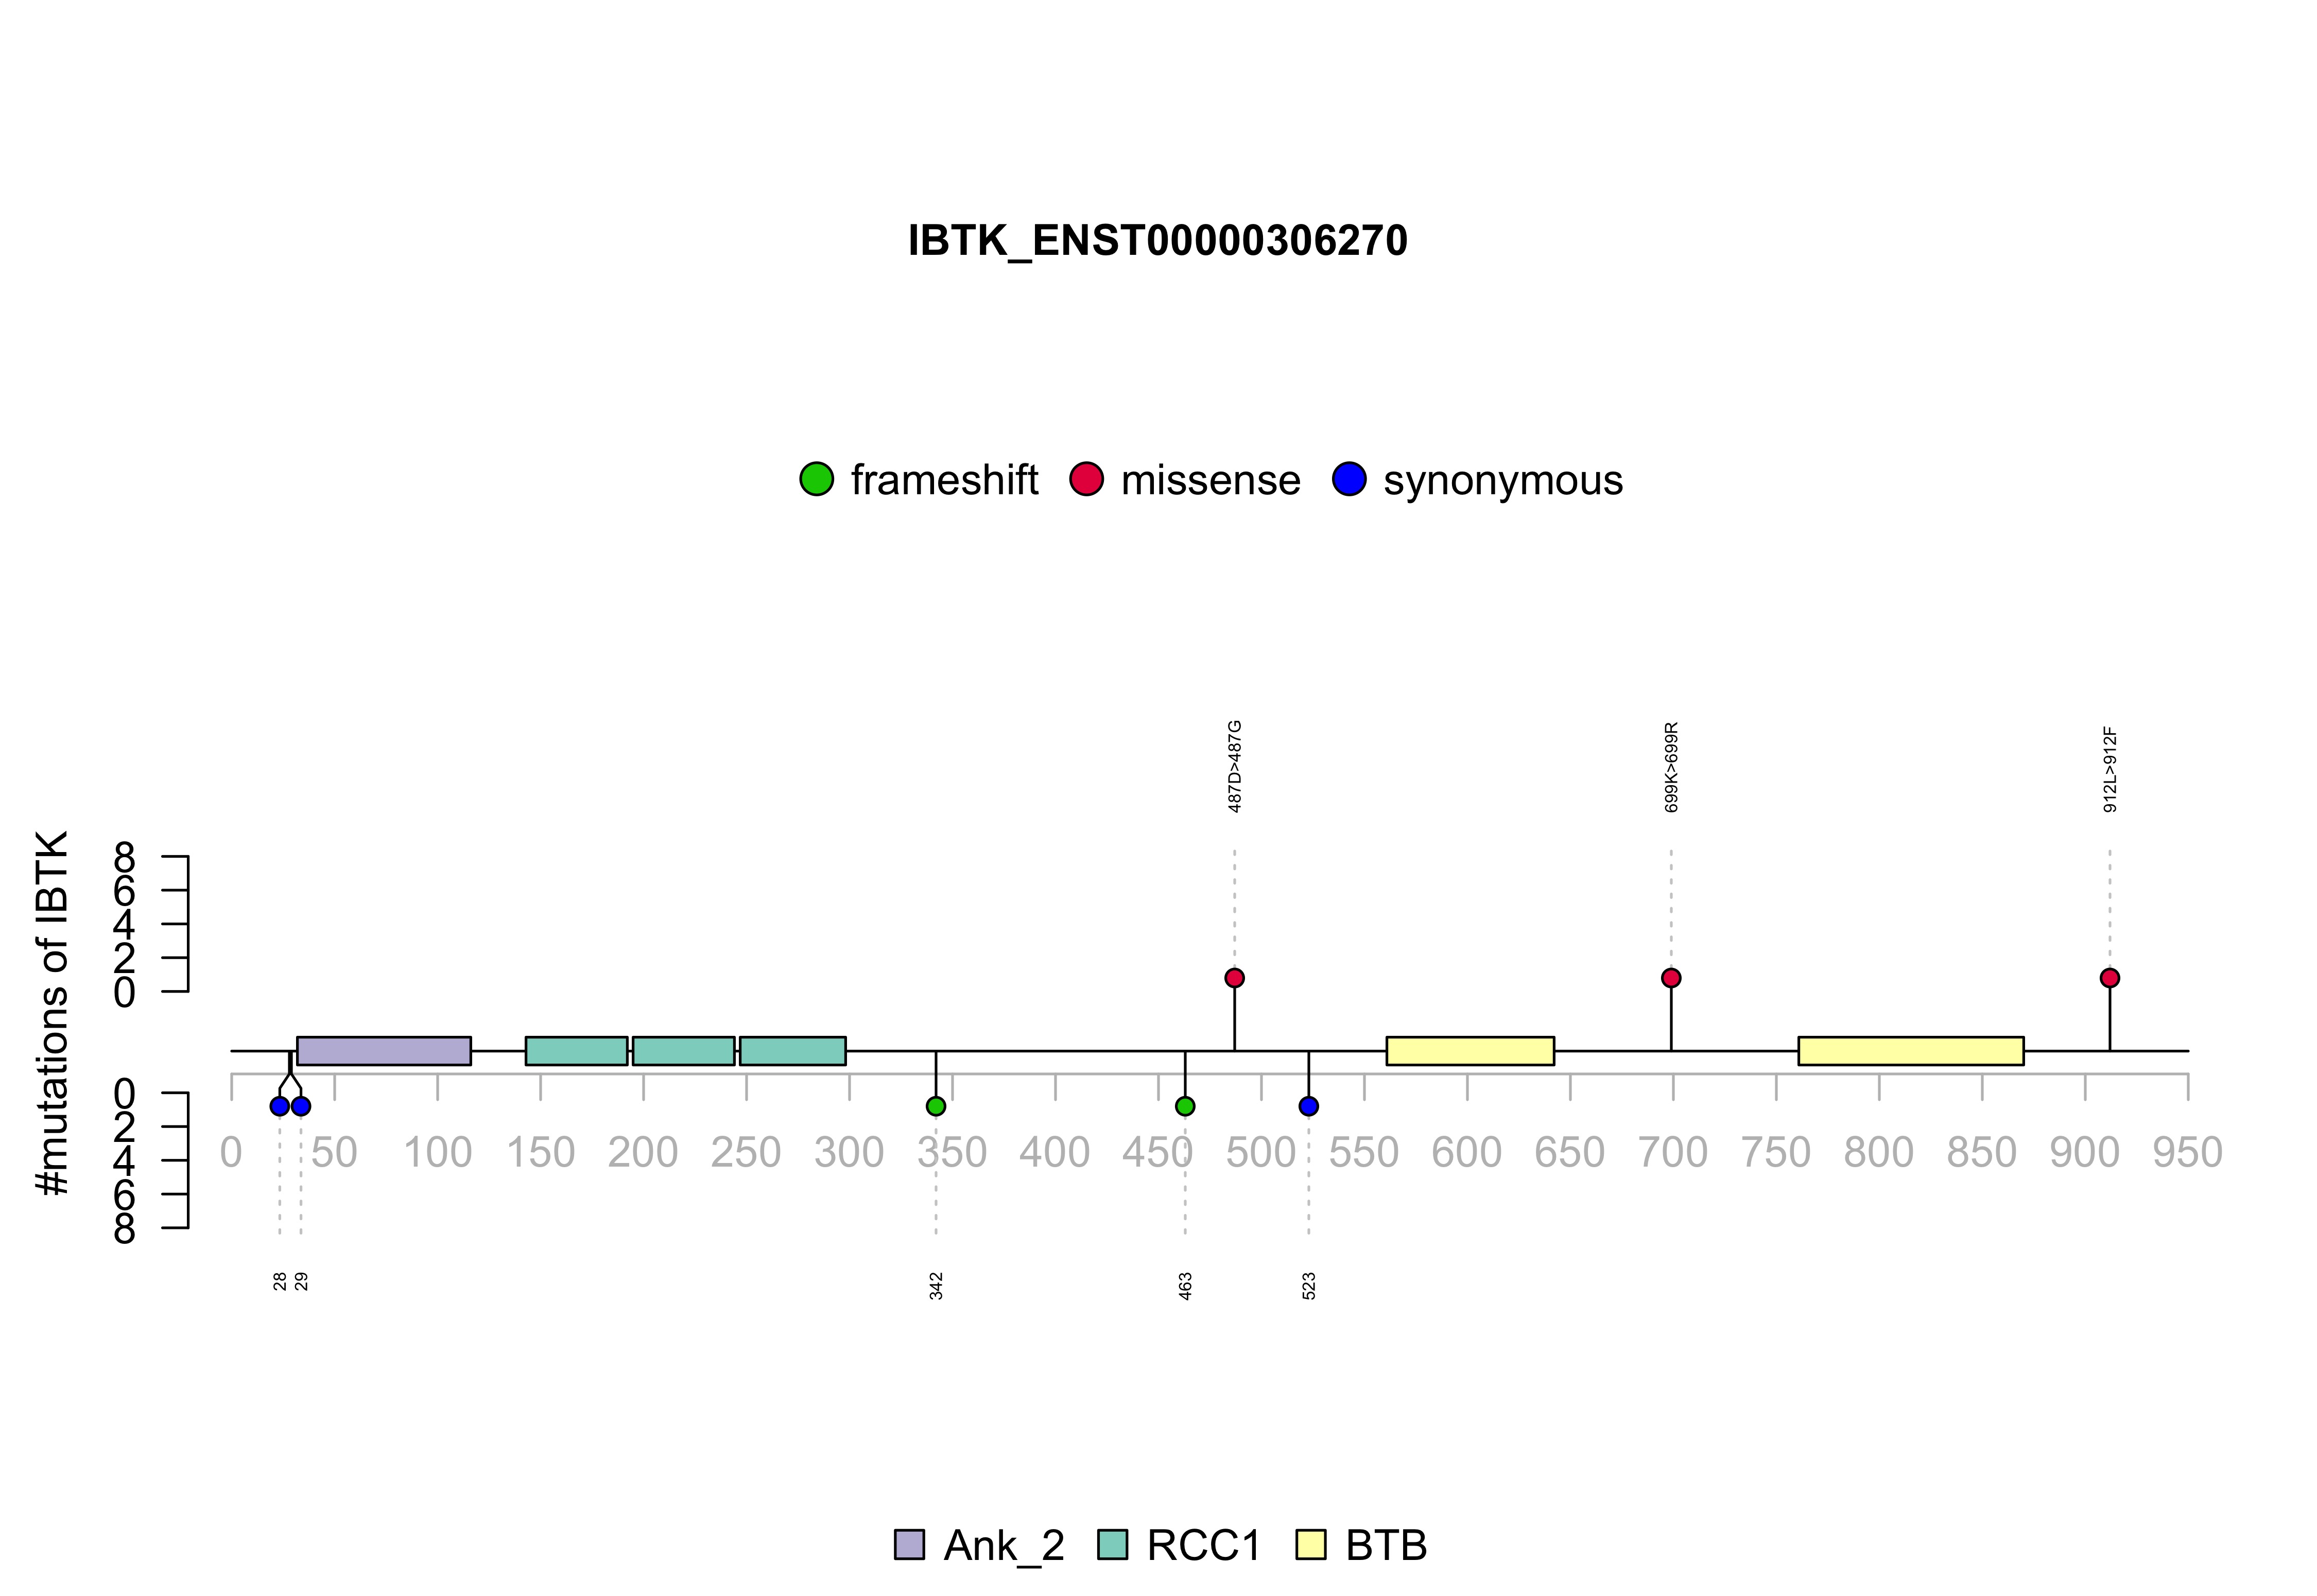 IBTK_ENST00000306270
frameshift missense synonymous
487D>487G 699K>699R 912L>912F
#mutations of IBTK
8
6
4
2
0
0
2
4
6
8
0 50 100 150 200 250 300 350 400 450 500 550 600 650 700 750 800 850 900 950
28 29 342 463 523
Ank_2 RCC1 BTB